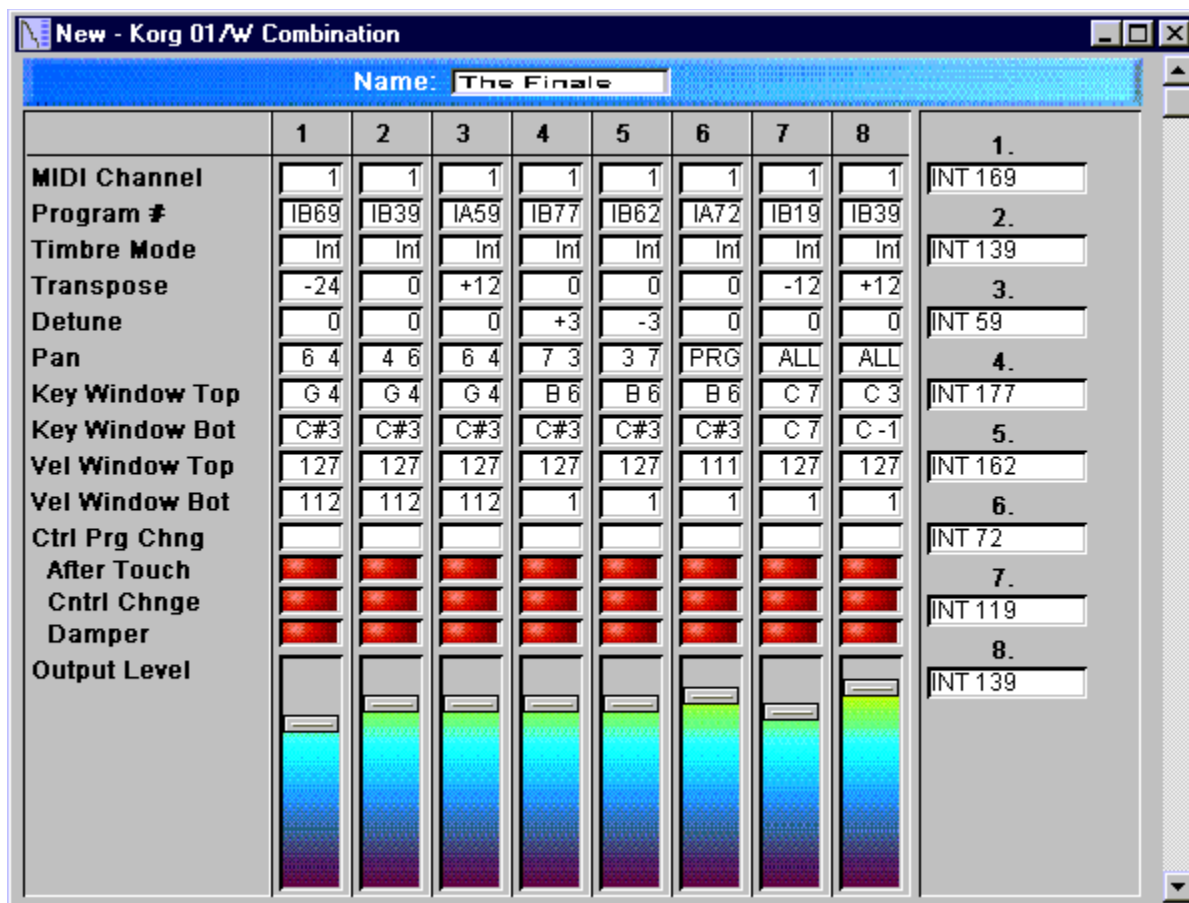 New - Korg 01/W Combination
Name: The Finale
1 2 3 4 5 6 7 8
MIDI Channel 1 1 1 1 1 1 1 1
Program # IB69 IB39 IA59 IB77 IB62 IA72 IB19 IB39
Timbre Mode Int Int Int Int Int Int Int Int
Transpose -24 0 +12 0 0 0 -12 +12
Detune 0 0 0 +3 -3 0 0 0
Pan 6 4 4 6 6 4 7 3 3 7 PRG ALL ALL
Key Window Top G 4 G 4 G 4 B 6 B 6 B 6 C 7 C 3
Key Window Bot C#3 C#3 C#3 C#3 C#3 C#3 C 7 C -1
Vel Window Top 127 127 127 127 127 111 127 127
Vel Window Bot 112 112 112 1 1 1 1 1
Ctrl Prg Chng
After Touch
Cntrl Chnge
Damper
Output Level
1.
INT 169
2.
INT 139
3.
INT 59
4.
INT 177
5.
INT 162
6.
INT 72
7.
INT 119
8.
INT 139